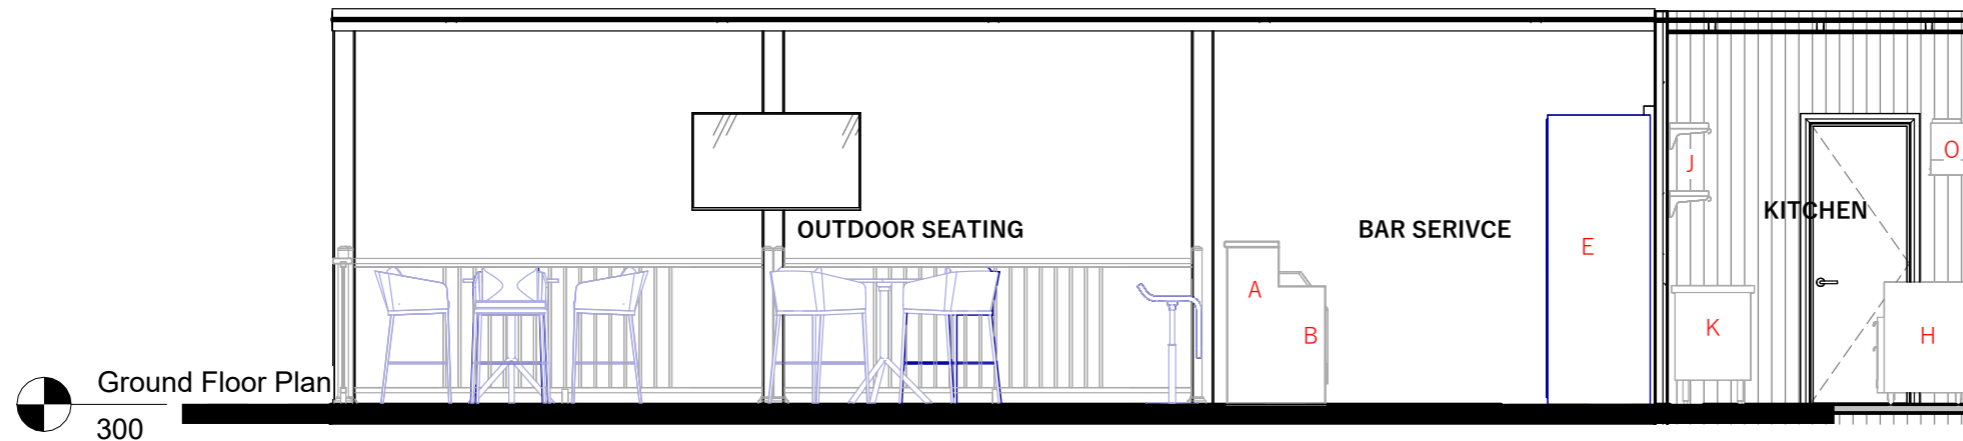 OUTDOOR SEATING
BAR SERIVCE
KITCHEN
A
B
E
J
K
O
H
Ground Floor Plan
300